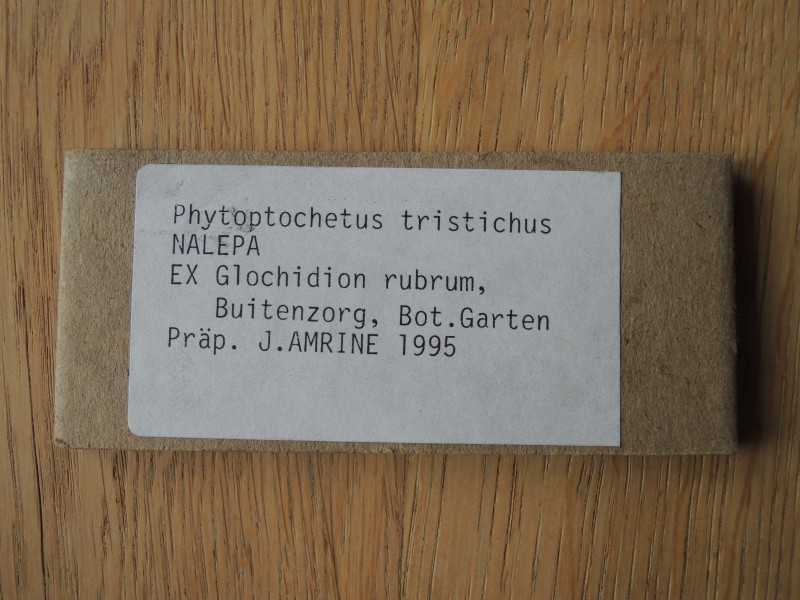 Phytoptochetus tristichus
NALEPA
EX Glochidion rubrum,
Buitenzorg, Bot.Garten
Präp. J.AMRINE 1995